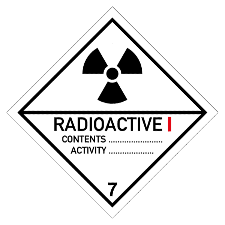 RADIOACTIVE I
CONTENTS ........................
ACTIVITY ....................
7